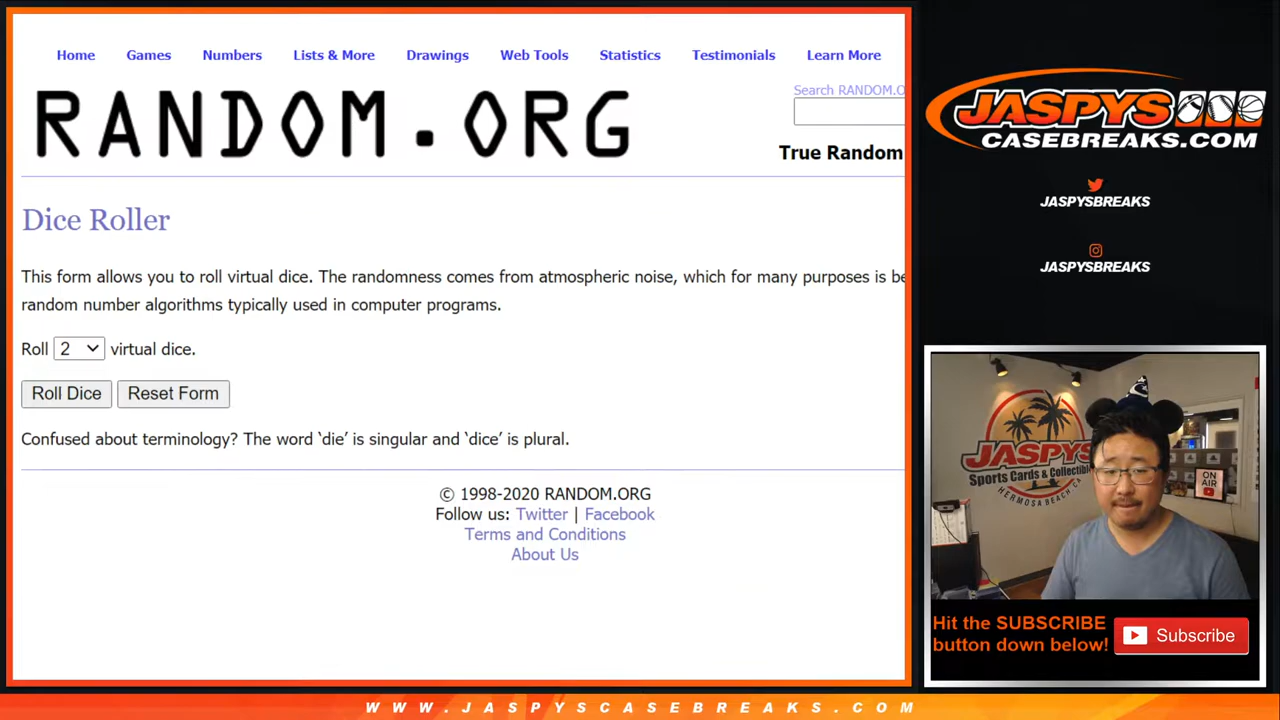 Home Games Numbers Lists & More Drawings Web Tools Statistics Testimonials Learn More
RANDOM.ORG
Search RANDOM.O
True Random
Dice Roller
This form allows you to roll virtual dice. The randomness comes from atmospheric noise, which for many purposes is be
random number algorithms typically used in computer programs.
Roll 2 virtual dice.
Roll Dice Reset Form
Confused about terminology? The word ‘die’ is singular and ‘dice’ is plural.
© 1998-2020 RANDOM.ORG
Follow us: Twitter | Facebook
Terms and Conditions
About Us
JASPYS
CASEBREAKS.COM
JASPYSBREAKS
JASPYSBREAKS
JASPYS
Sports Cards & Collectibles
HERMOSA BEACH CA
ON AIR
Hit the SUBSCRIBE
button down below!
Subscribe
WWW.JASPYSCASEBREAKS.COM